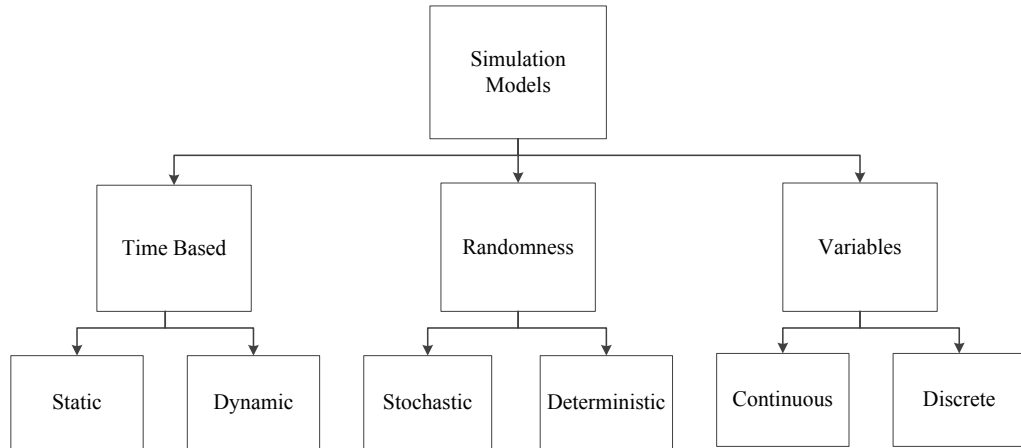 Simulation
Models
Time Based
Randomness
Variables
Static
Dynamic
Stochastic
Deterministic
Continuous
Discrete